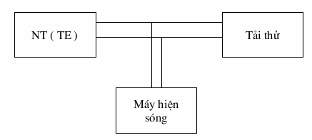 NT ( TE )
Tải thử
Máy hiện
sóng